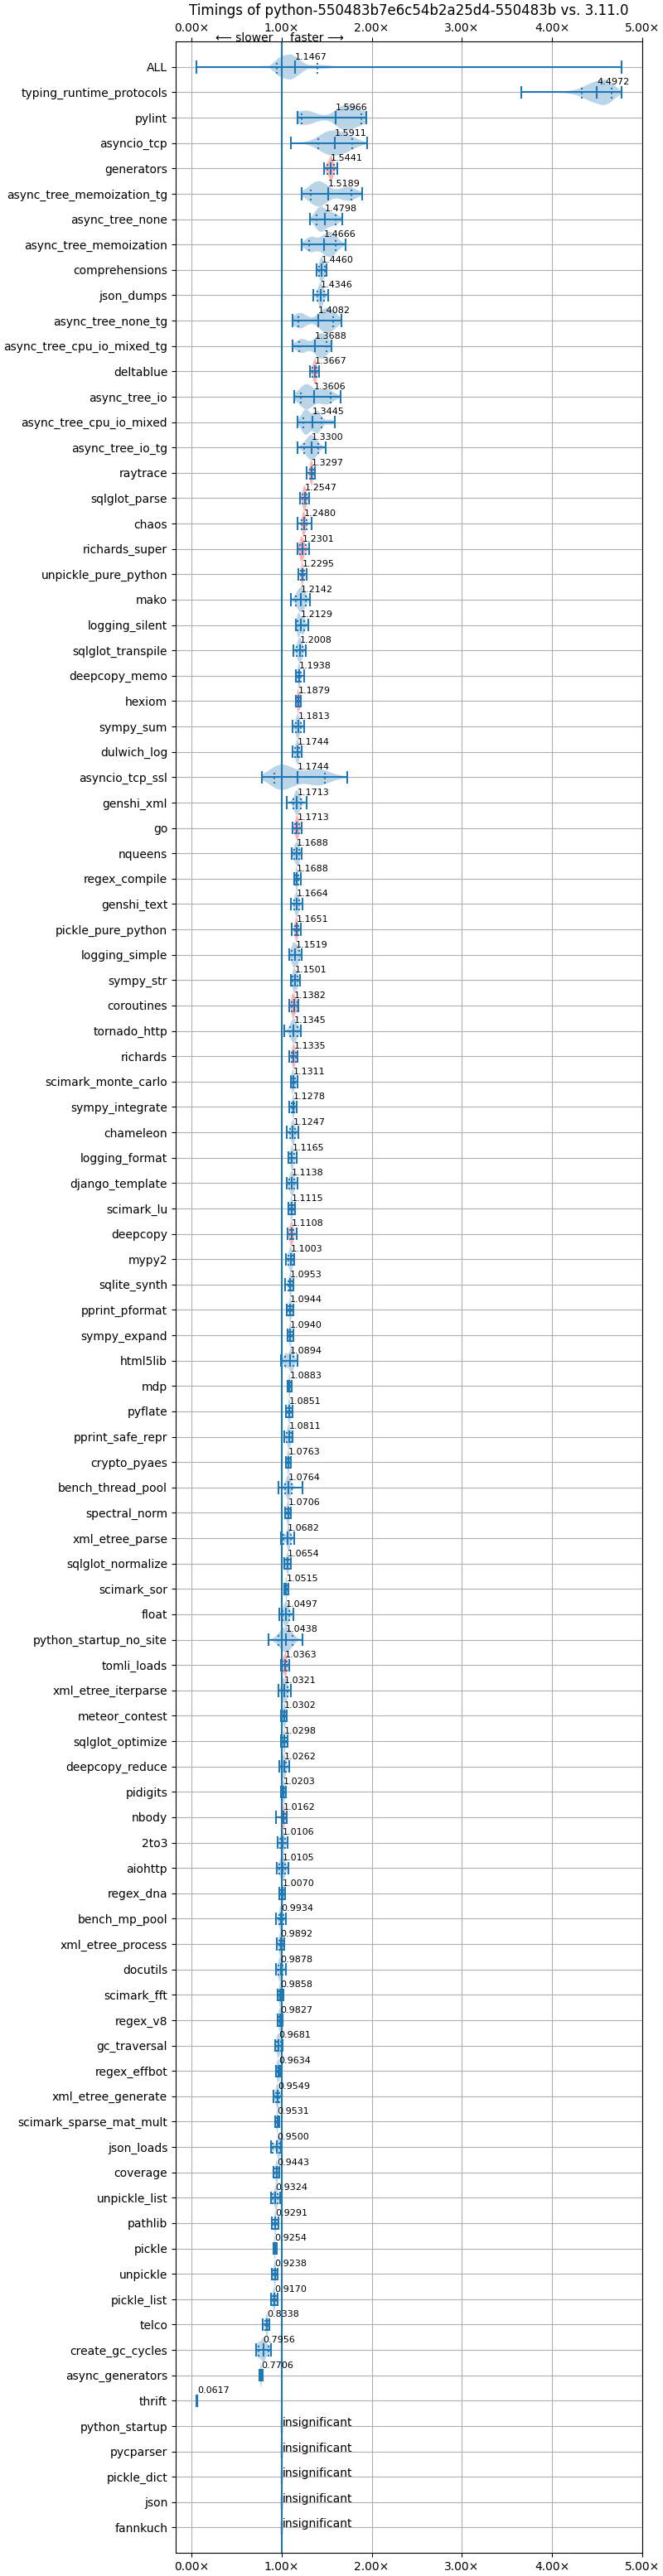 Timings of python-550483b7e6c54b2a25d4-550483b vs. 3.11.0
0.00× 1.00× 2.00× 3.00× 4.00× 5.00×
⟵ slower faster ⟶
ALL 1.1467
typing_runtime_protocols 4.4972
pylint 1.5966
asyncio_tcp 1.5911
generators 1.5441
async_tree_memoization_tg 1.5189
async_tree_none 1.4798
async_tree_memoization 1.4666
comprehensions 1.4460
json_dumps 1.4346
async_tree_none_tg 1.4082
async_tree_cpu_io_mixed_tg 1.3688
deltablue 1.3667
async_tree_io 1.3606
async_tree_cpu_io_mixed 1.3445
async_tree_io_tg 1.3300
raytrace 1.3297
sqlglot_parse 1.2547
chaos 1.2480
richards_super 1.2301
unpickle_pure_python 1.2295
mako 1.2142
logging_silent 1.2129
sqlglot_transpile 1.2008
deepcopy_memo 1.1938
hexiom 1.1879
sympy_sum 1.1813
dulwich_log 1.1744
asyncio_tcp_ssl 1.1744
genshi_xml 1.1713
go 1.1713
nqueens 1.1688
regex_compile 1.1688
genshi_text 1.1664
pickle_pure_python 1.1651
logging_simple 1.1519
sympy_str 1.1501
coroutines 1.1382
tornado_http 1.1345
richards 1.1335
scimark_monte_carlo 1.1311
sympy_integrate 1.1278
chameleon 1.1247
logging_format 1.1165
django_template 1.1138
scimark_lu 1.1115
deepcopy 1.1108
mypy2 1.1003
sqlite_synth 1.0953
pprint_pformat 1.0944
sympy_expand 1.0940
html5lib 1.0894
mdp 1.0883
pyflate 1.0851
pprint_safe_repr 1.0811
crypto_pyaes 1.0763
bench_thread_pool 1.0764
spectral_norm 1.0706
xml_etree_parse 1.0682
sqlglot_normalize 1.0654
scimark_sor 1.0515
float 1.0497
python_startup_no_site 1.0438
tomli_loads 1.0363
xml_etree_iterparse 1.0321
meteor_contest 1.0302
sqlglot_optimize 1.0298
deepcopy_reduce 1.0262
pidigits 1.0203
nbody 1.0162
2to3 1.0106
aiohttp 1.0105
regex_dna 1.0070
bench_mp_pool 0.9934
xml_etree_process 0.9892
docutils 0.9878
scimark_fft 0.9858
regex_v8 0.9827
gc_traversal 0.9681
regex_effbot 0.9634
xml_etree_generate 0.9549
scimark_sparse_mat_mult 0.9531
json_loads 0.9500
coverage 0.9443
unpickle_list 0.9324
pathlib 0.9291
pickle 0.9254
unpickle 0.9238
pickle_list 0.9170
telco 0.8338
create_gc_cycles 0.7956
async_generators 0.7706
thrift 0.0617
python_startup insignificant
pycparser insignificant
pickle_dict insignificant
json insignificant
fannkuch insignificant
0.00× 1.00× 2.00× 3.00× 4.00× 5.00×